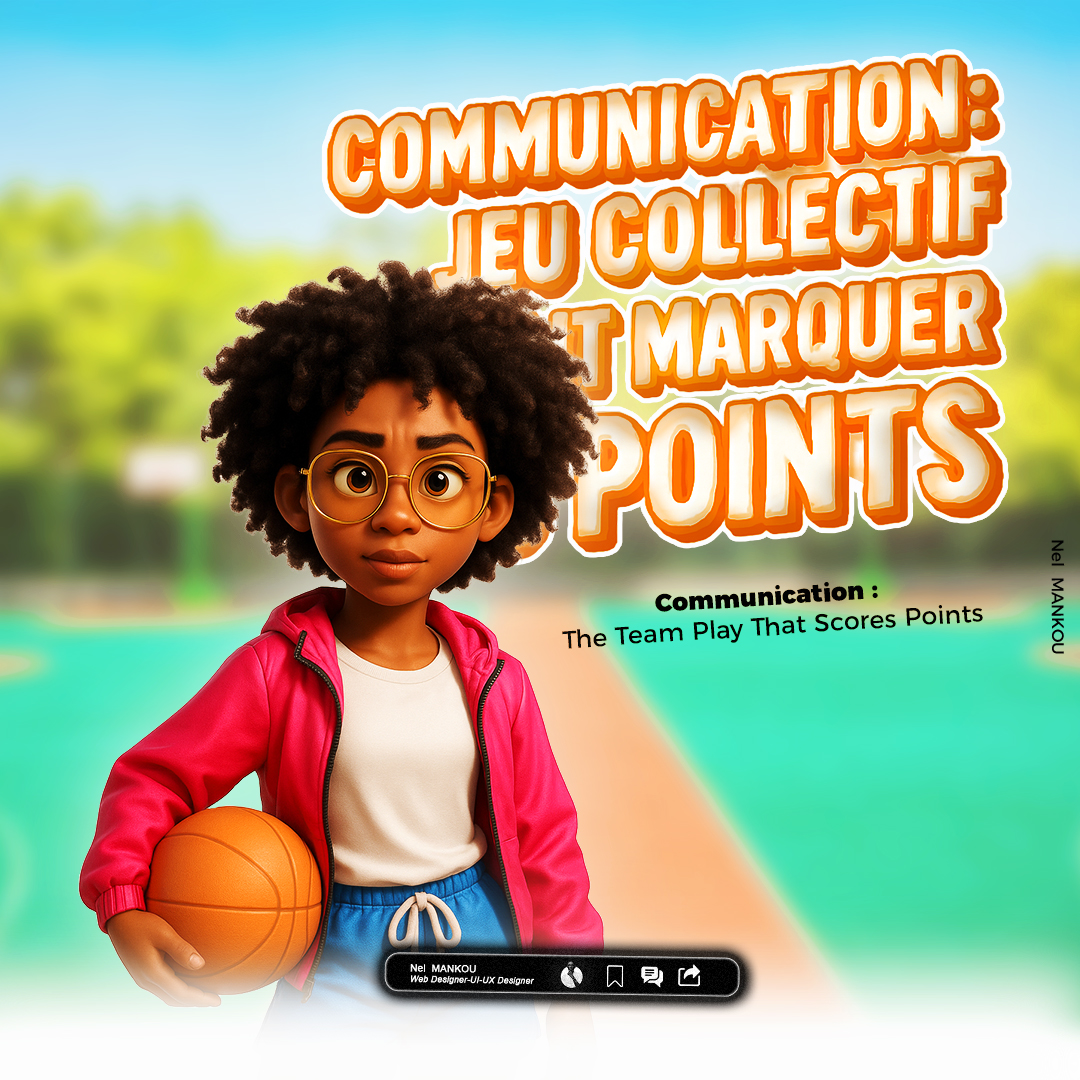 COMMUNICATION:
JEU COLLECTIF
MARQUER
POINTS
Communication :
The Team Play That Scores Points
Nel MANKOU
Nel MANKOU
Web Designer-UI-UX Designer